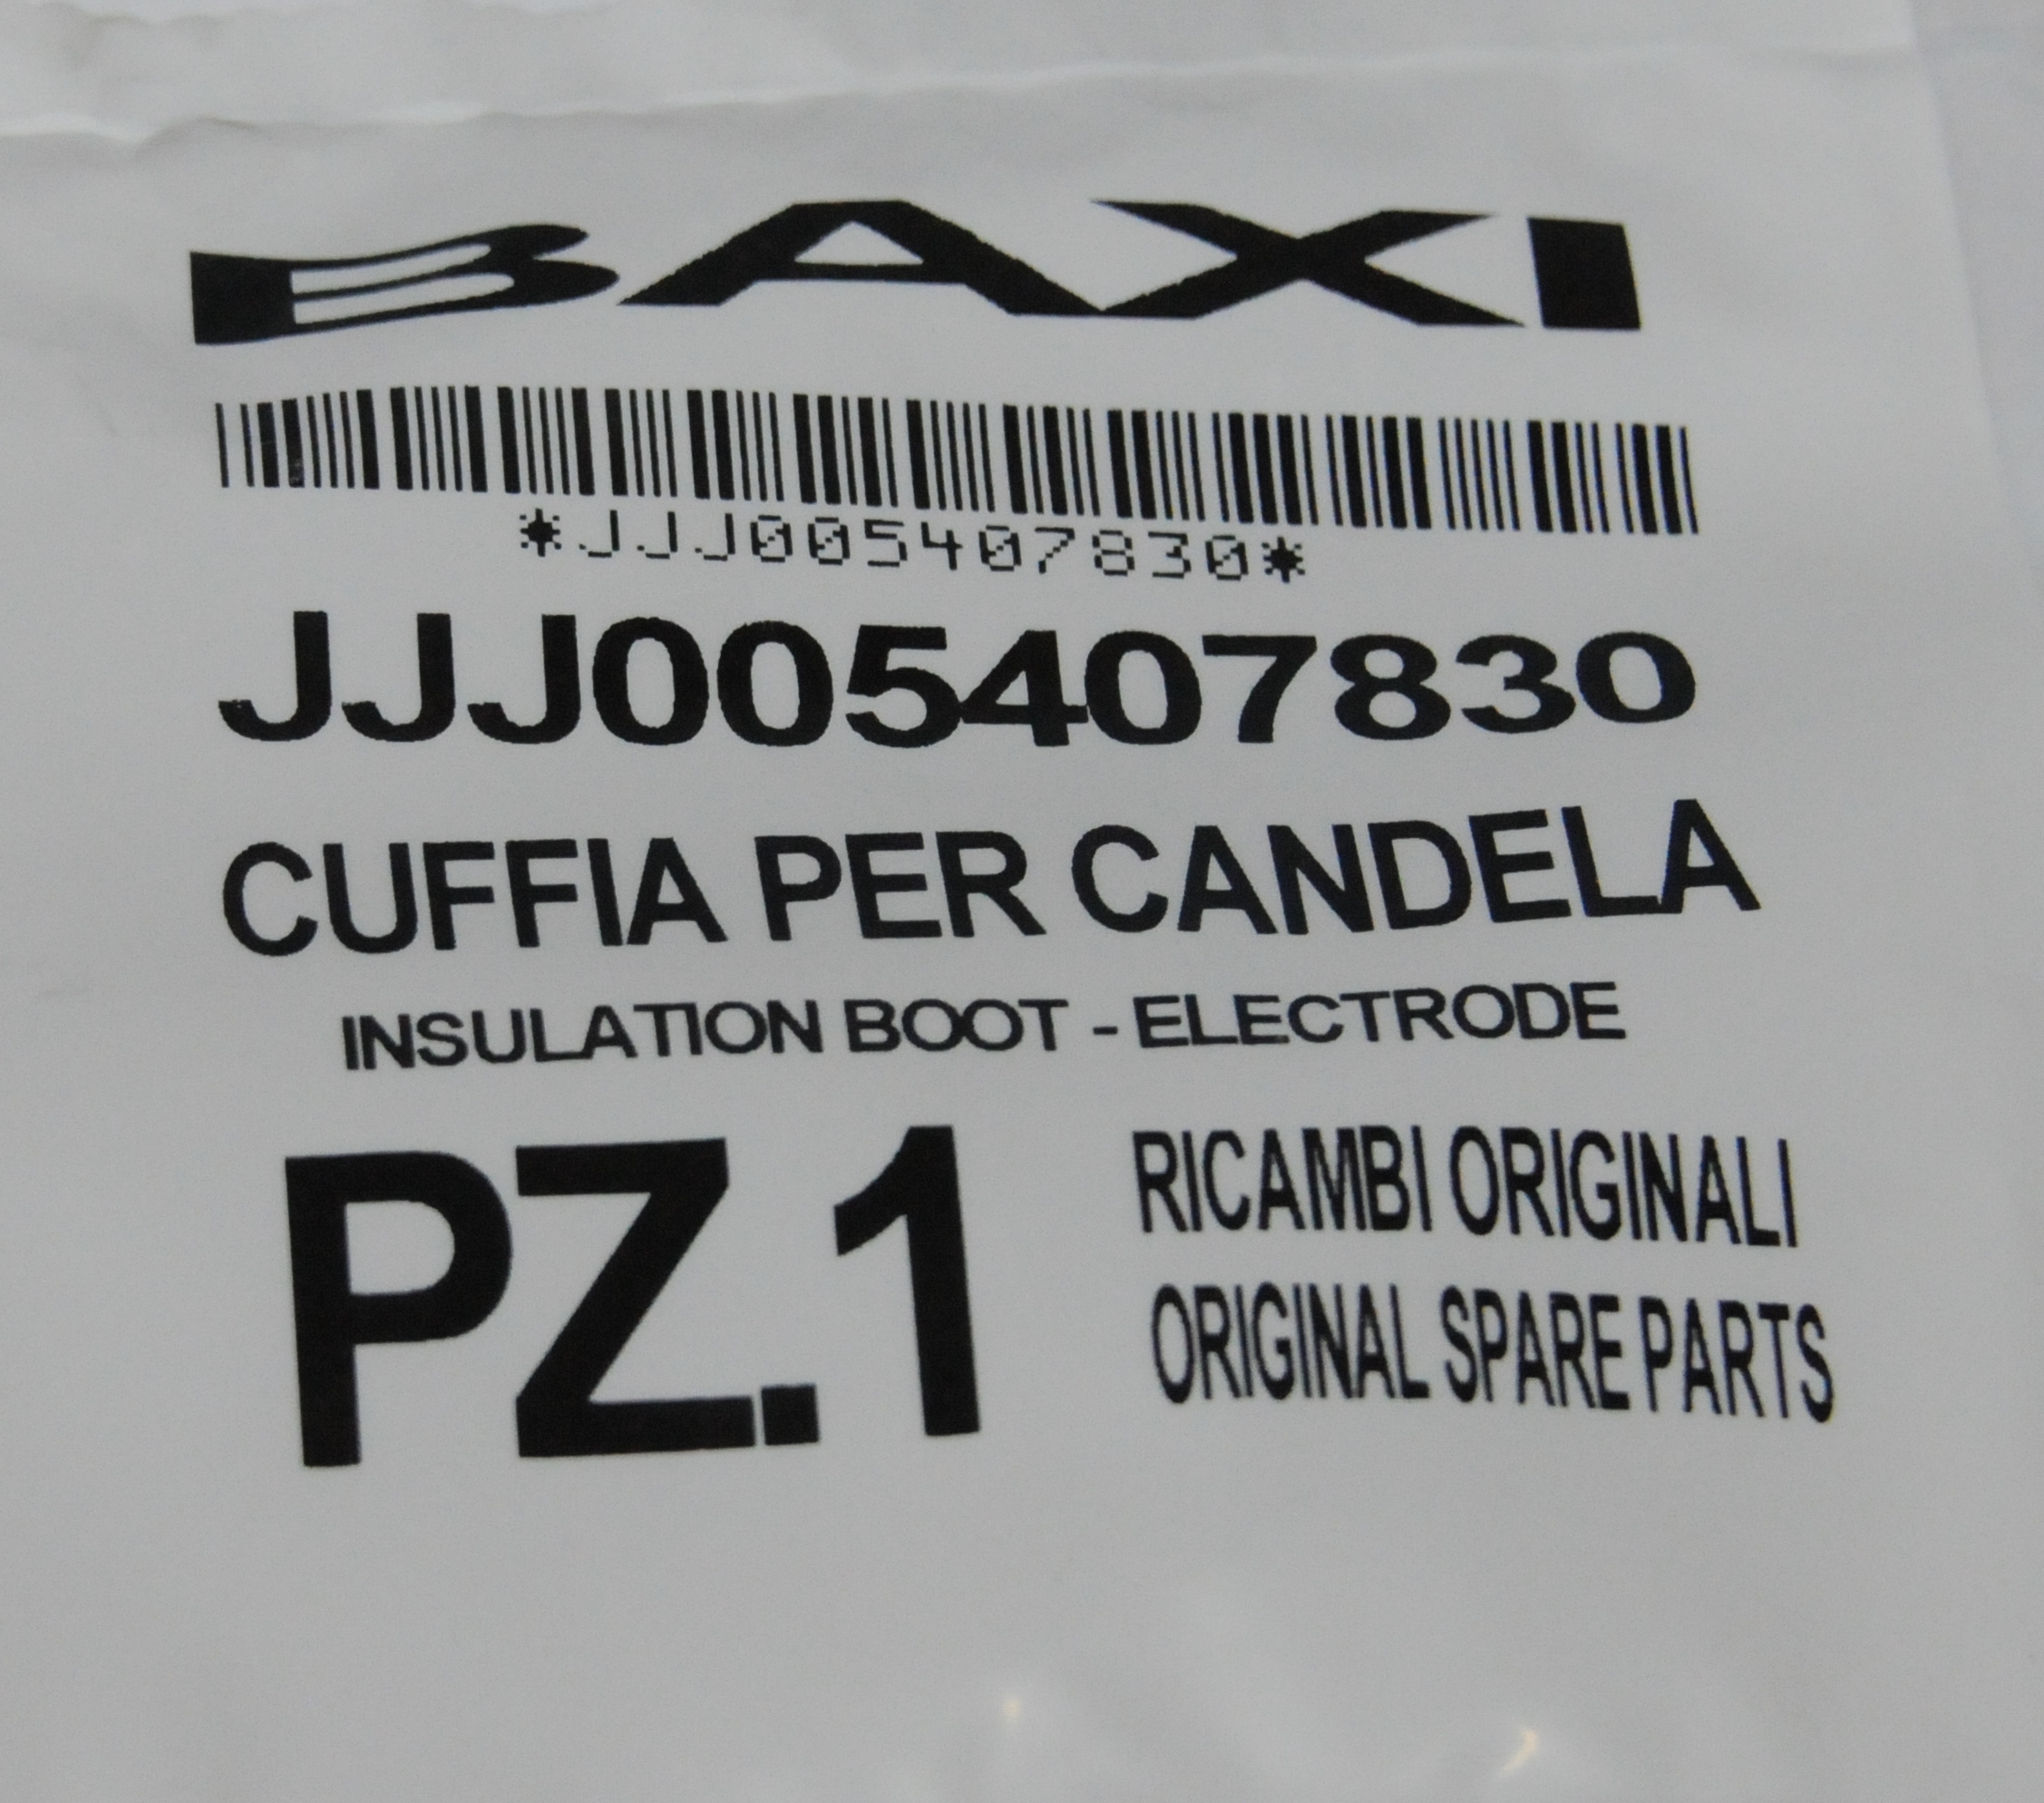 BAXI
*JJJ005407830*
JJJ005407830
CUFFIA PER CANDELA
INSULATION BOOT - ELECTRODE
PZ.1
RICAMBI ORIGINALI
ORIGINAL SPARE PARTS